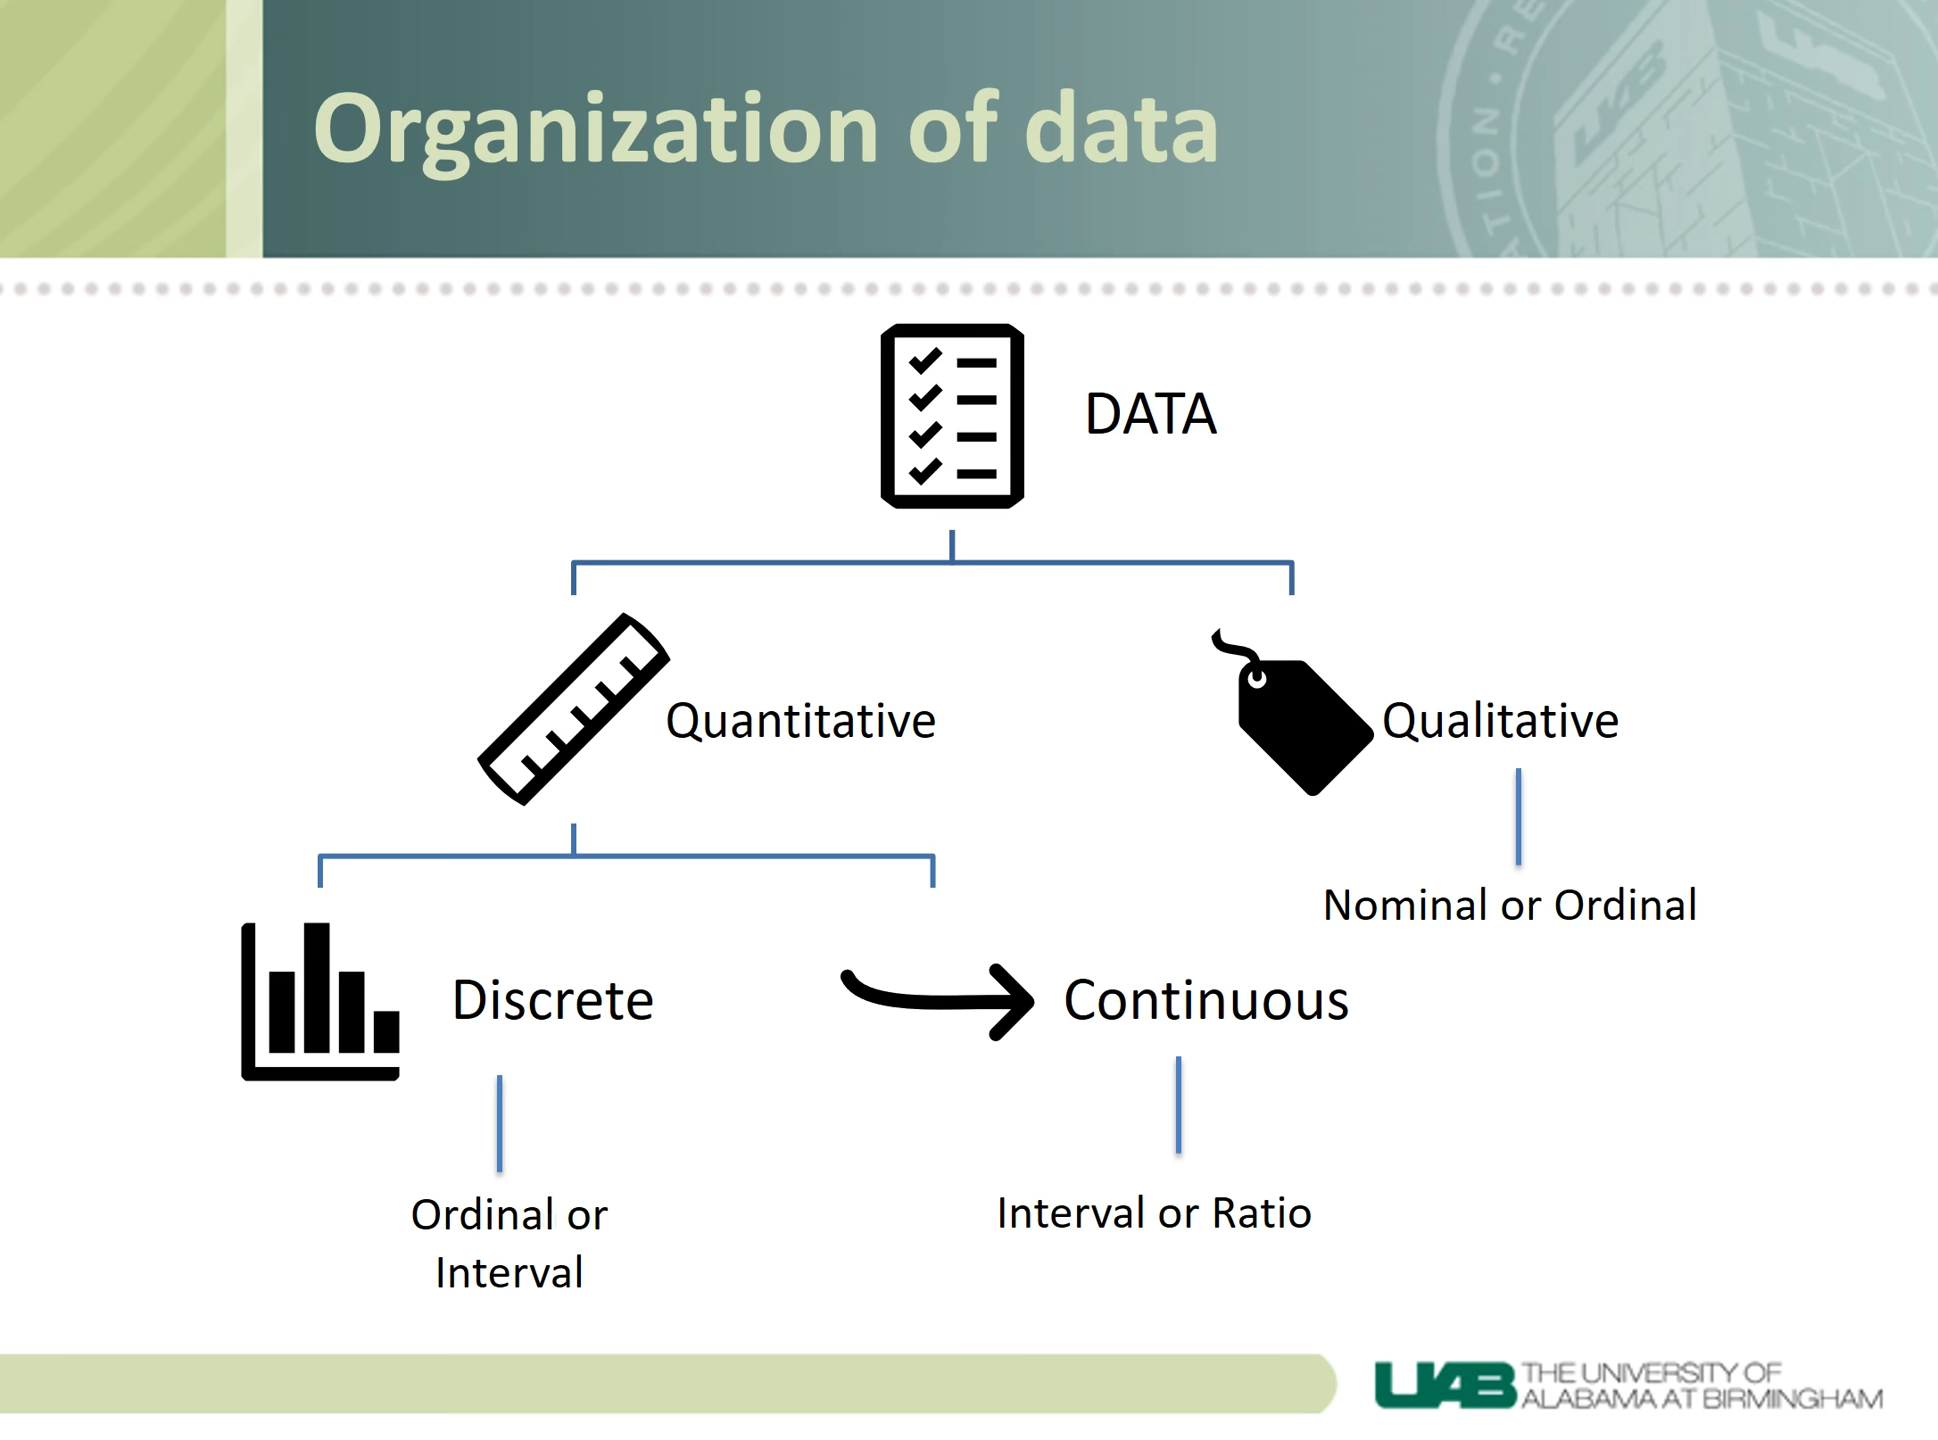 Organization of data
DATA
Quantitative
Qualitative
Nominal or Ordinal
Discrete
Continuous
Ordinal or
Interval
Interval or Ratio
UAB THE UNIVERSITY OF
ALABAMA AT BIRMINGHAM